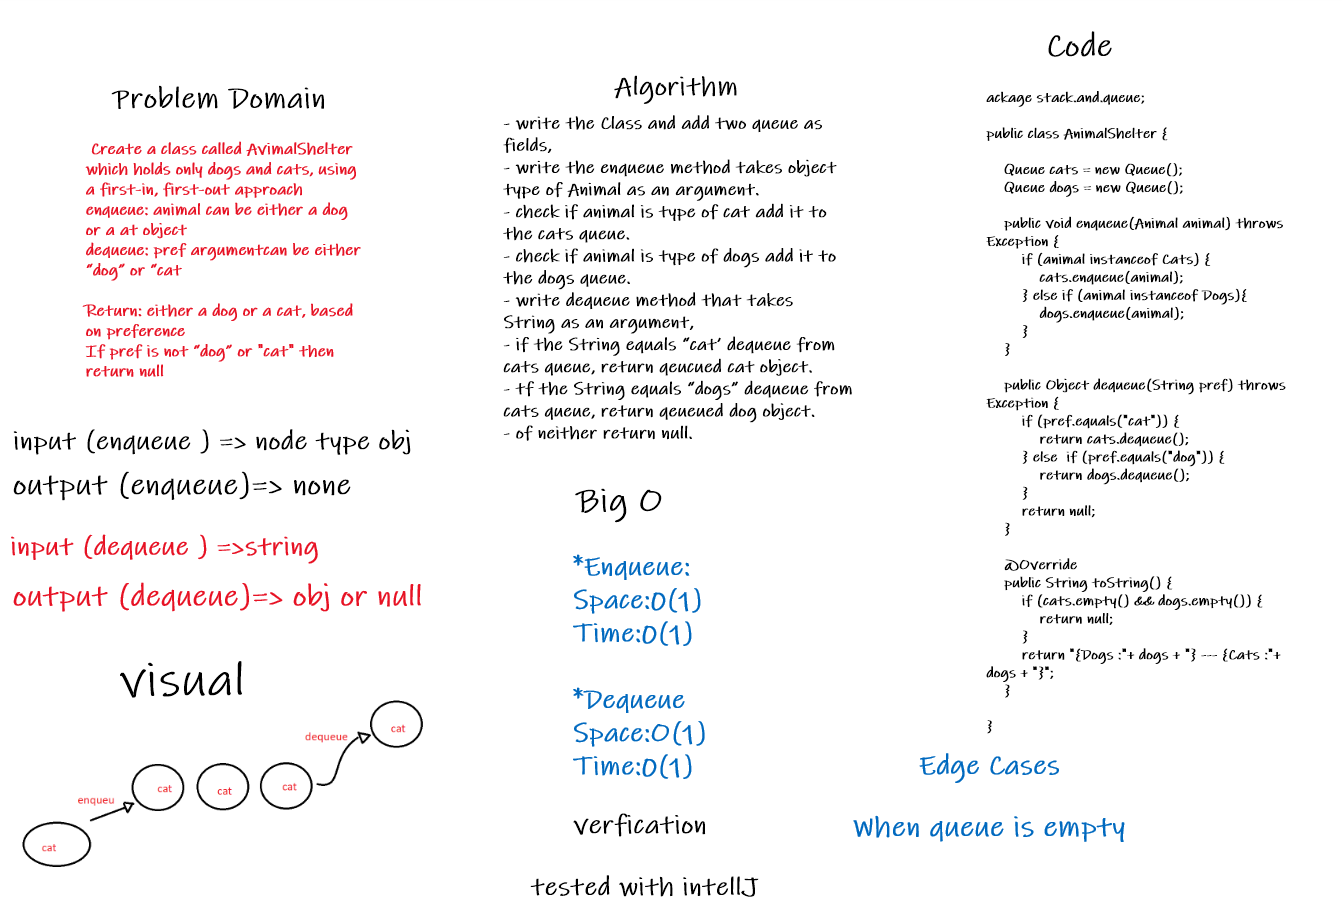 Problem Domain
Create a class called AvimalShelter
which holds only dogs and cats, using
a first-in, first-out approach
enqueue: animal can be either a dog
or a at object
dequeue: pref argumentcan be either
"dog" or "cat
Return: either a dog or a cat, based
on preference
If pref is not "dog" or "cat" then
return null
input (enqueue ) => node type obj
output (enqueue)=> none
input (dequeue ) =>string
output (dequeue)=> obj or null
visual
cat
dequeue
cat
cat
cat
enqueu
cat
Algorithm
- write the Class and add two queue as
fields,
- write the enqueue method takes object
type of Animal as an argument.
- check if animal is type of cat add it to
the cats queue.
- check if animal is type of dogs add it to
the dogs queue.
- write dequeue method that takes
String as an argument,
- if the String equals "cat' dequeue from
cats queue, return qeucued cat object.
- tf the String equals "dogs" dequeue from
cats queue, return qeueued dog object.
- of neither return null.
Big O
*Enqueue:
Space:O(1)
Time:O(1)
*Dequeue
Space:O(1)
Time:O(1)
verfication
tested with intellJ
Code
ackage stack.and.queue;
public class AnimalShelter {
Queue cats = new Queue();
Queue dogs = new Queue();
public void enqueue(Animal animal) throws
Exception {
if (animal instanceof Cats) {
cats.enqueue(animal);
} else if (animal instanceof Dogs){
dogs.enqueue(animal);
}
}
public Object dequeue(String pref) throws
Exception {
if (pref.equals("cat")) {
return cats.dequeue();
} else  if (pref.equals("dog")) {
return dogs.dequeue();
}
return null;
}
@Override
public String toString() {
if (cats.empty() && dogs.empty()) {
return null;
}
return "{Dogs :"+ dogs + "} --- {Cats :"+
dogs + "}";
}
}
Edge Cases
When queue is empty